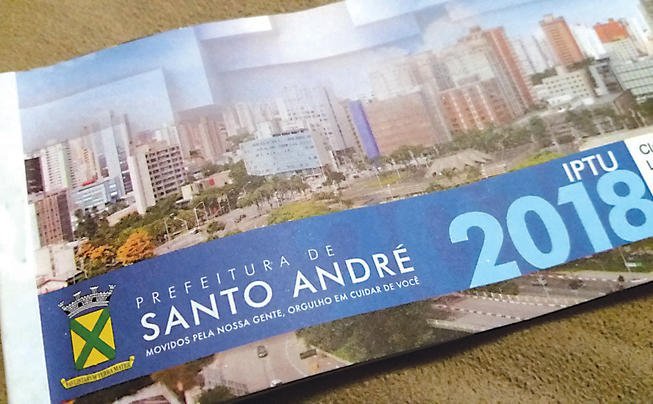 PREFEITURA DE
SANTO ANDRÉ
MOVIDOS PELA NOSSA GENTE, ORGULHO EM CUIDAR DE VOCÊ
IPTU
2018